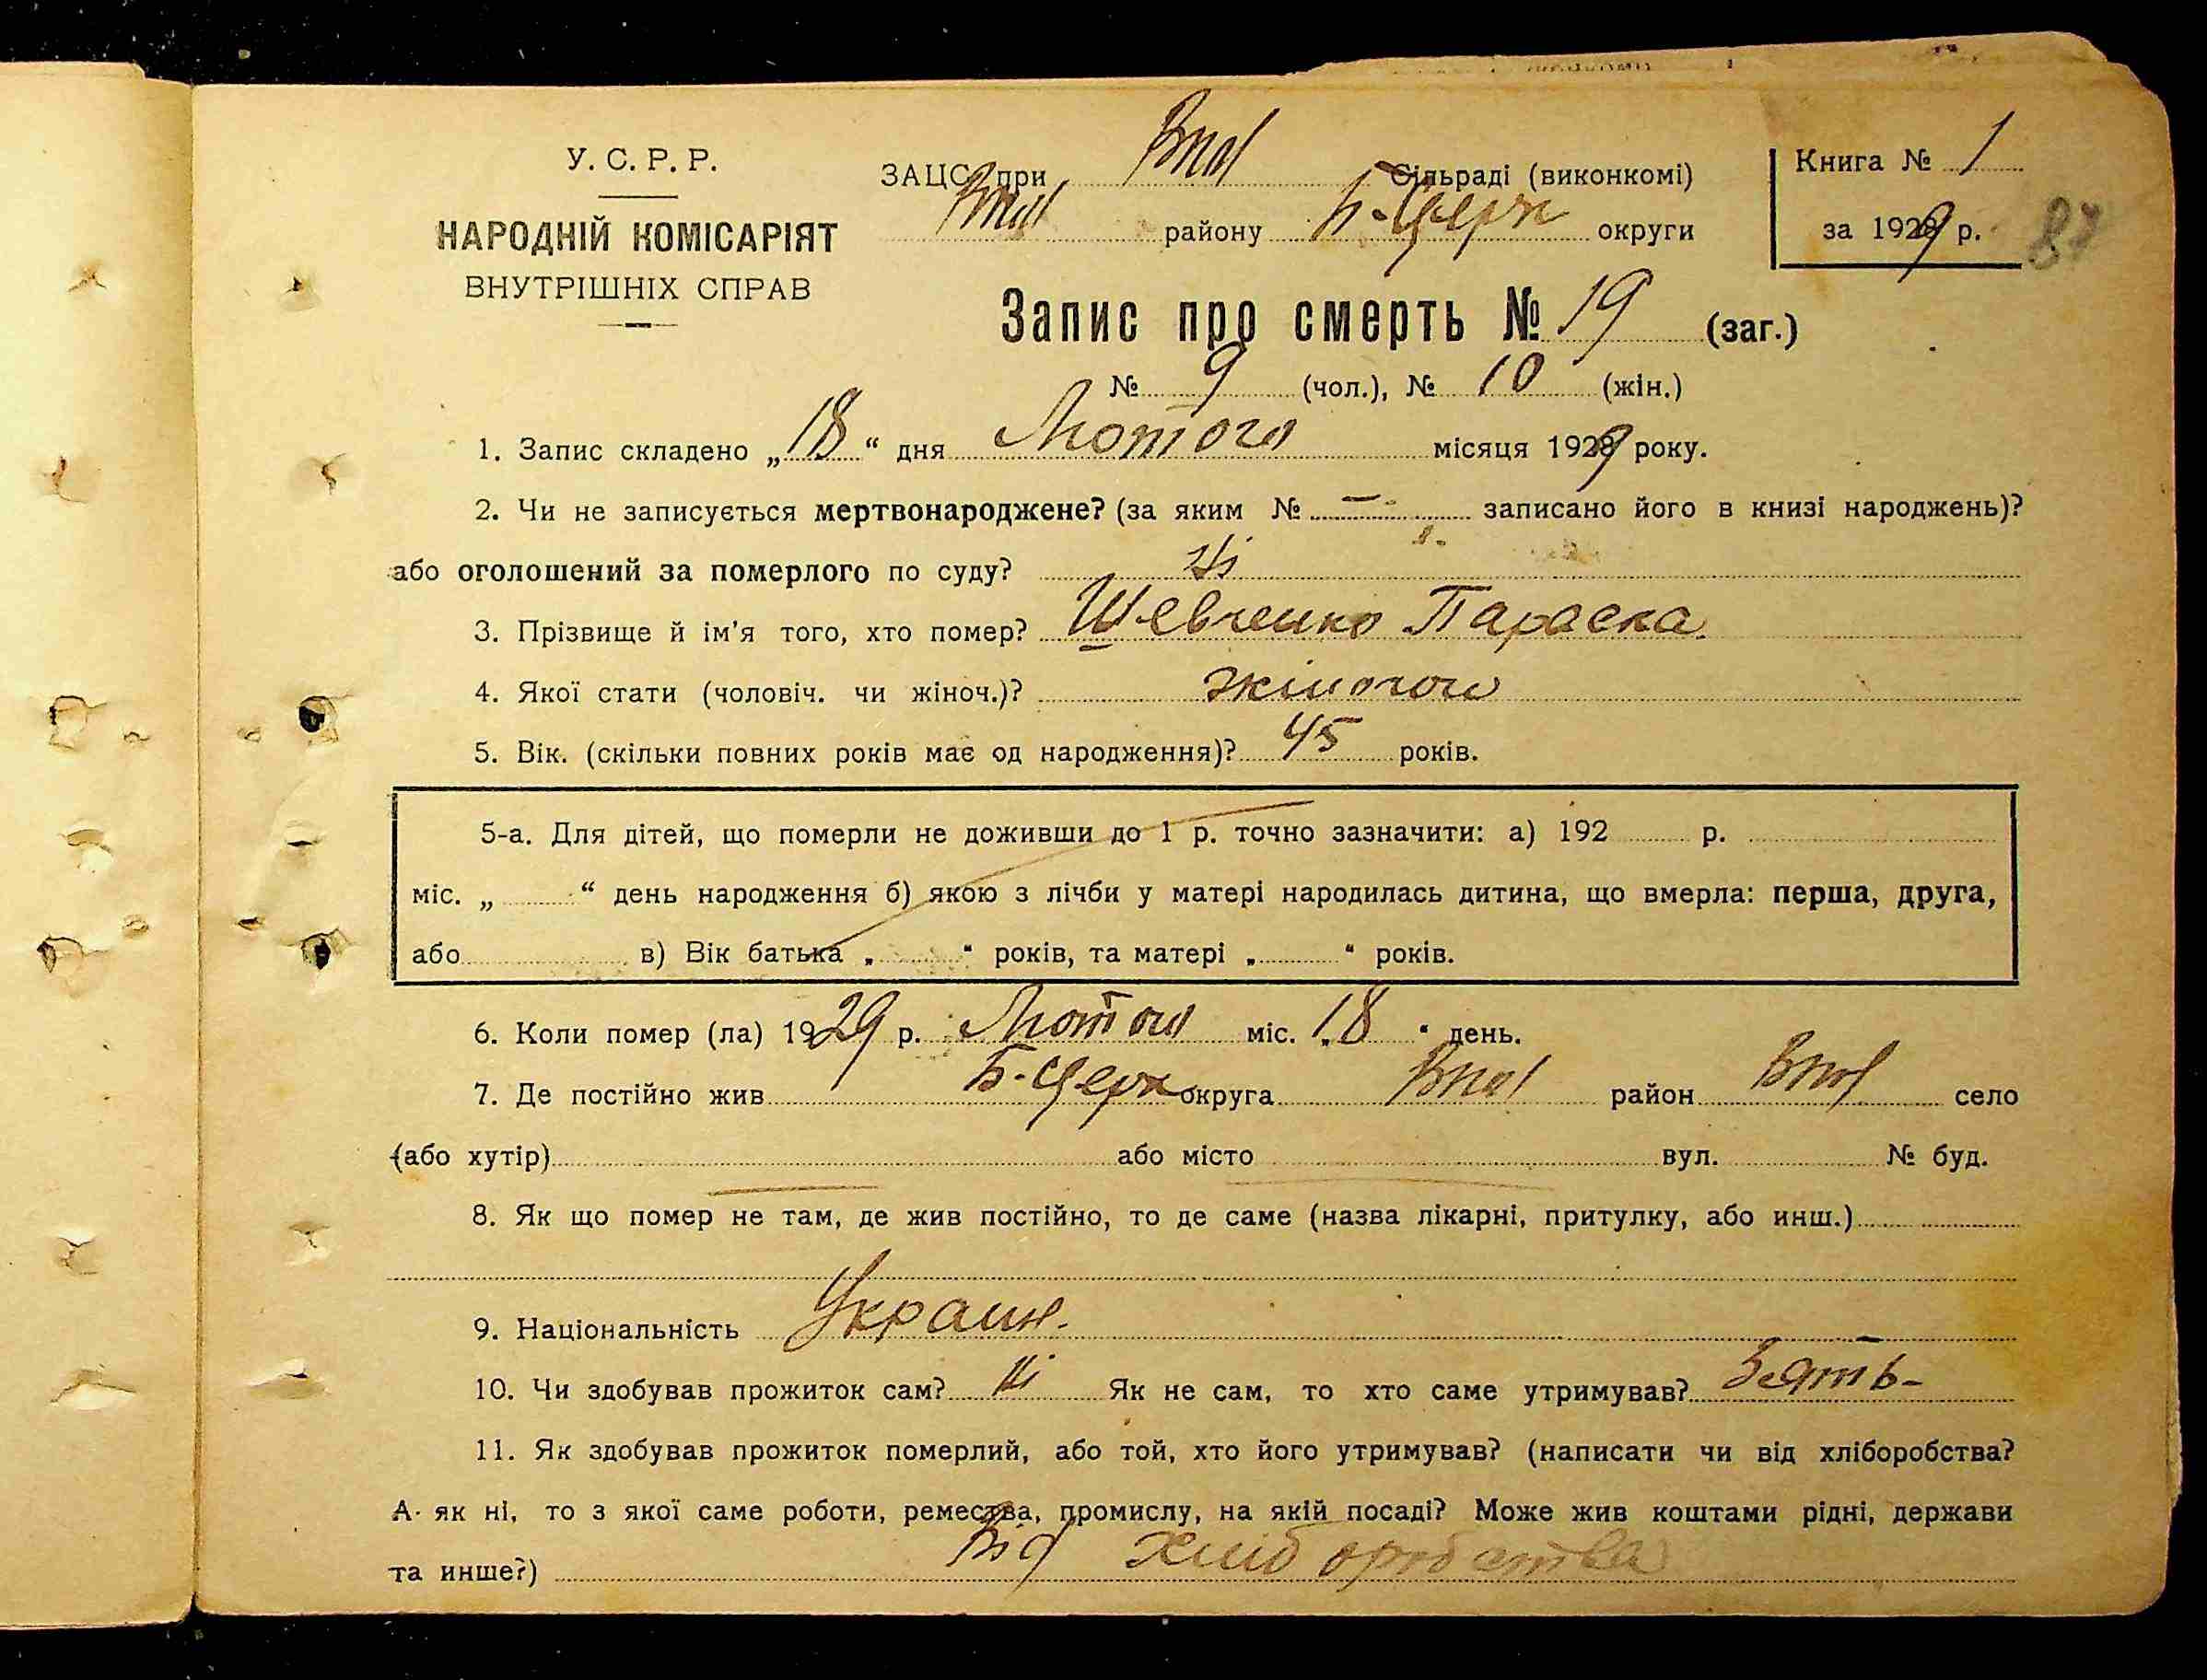 У. С. Р. Р.
НАРОДНІЙ КОМІСАРІЯТ
ВНУТРІШНІХ СПРАВ
ЗАЦС при Сільраді (виконкомі)
району Б-Церк округи
Книга № 1
за 1929 р.
87
Запис про смерть № 19 (заг.)
№ 9 (чол.), № 10 (жін.)
1. Запис складено „18“ дня Лютого місяця 1929 року.
2. Чи не записується мертвонароджене? (за яким № — записано його в книзі народжень)?
або оголошений за померлого по суду? Ні
3. Прізвище й ім'я того, хто помер? Шевченко Параска.
4. Якої стати (чоловіч. чи жіноч.)? жіночою
5. Вік. (скільки повних років має од народження)? 45 років.
5-а. Для дітей, що померли не доживши до 1 р. точно зазначити: а) 192 р.
міс. „ “ день народження б) якою з лічби у матері народилась дитина, що вмерла: перша, друга,
або в) Вік батька „ “ років, та матері „ “ років.
6. Коли помер (ла) 1929 р. Лютого міс. „18“ день.
7. Де постійно жив Б-Церк округа район село
(або хутір) або місто вул. № буд.
8. Як що помер не там, де жив постійно, то де саме (назва лікарні, притулку, або инш.)
9. Національність Україн.
10. Чи здобував прожиток сам? Ні Як не сам, то хто саме утримував? Зять-
11. Як здобував прожиток померлий, або той, хто його утримував? (написати чи від хліборобства?
А як ні, то з якої саме роботи, ремества, промислу, на якій посаді? Може жив коштами рідні, держави
та инше?) Від хліборобства